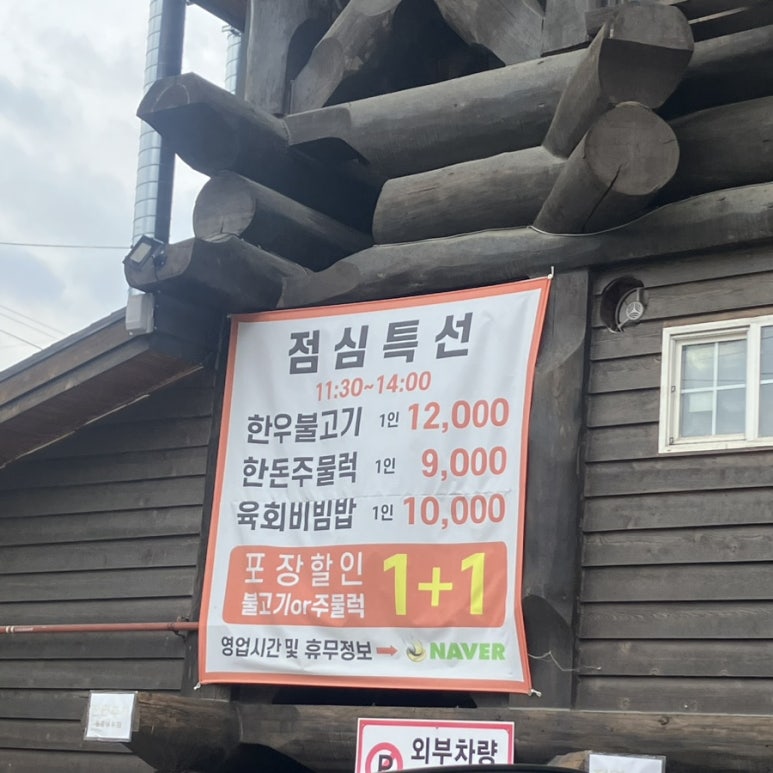 점심특선
11:30~14:00
한우불고기 1인 12,000
한돈주물럭 1인 9,000
육회비빔밥 1인 10,000
포장할인
불고기or주물럭 1+1
영업시간 및 휴무정보 → NAVER
P 외부차량